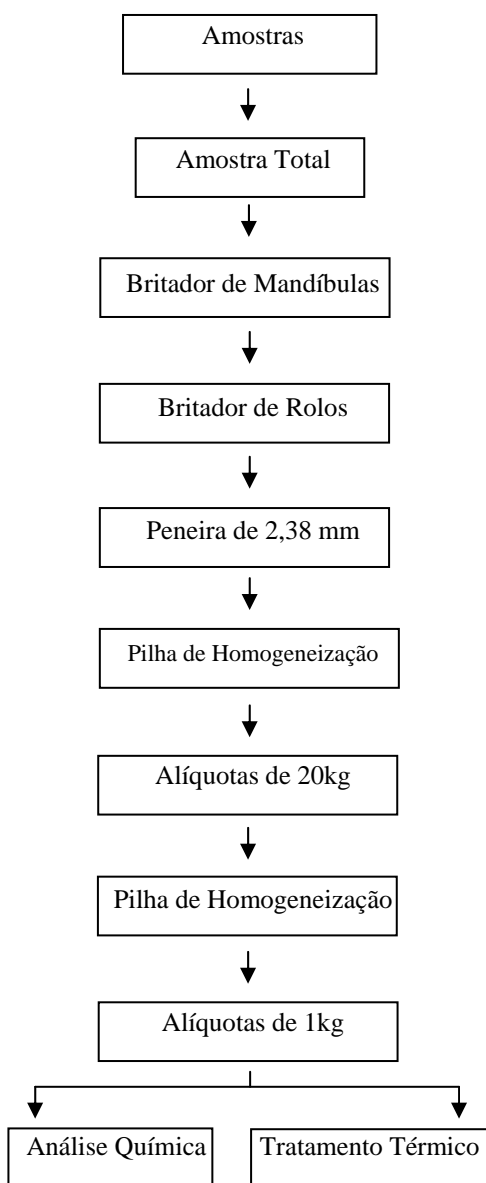 Amostras
Amostra Total
Britador de Mandíbulas
Britador de Rolos
Peneira de 2,38 mm
Pilha de Homogeneização
Alíquotas de 20kg
Pilha de Homogeneização
Alíquotas de 1kg
Análise Química
Tratamento Térmico